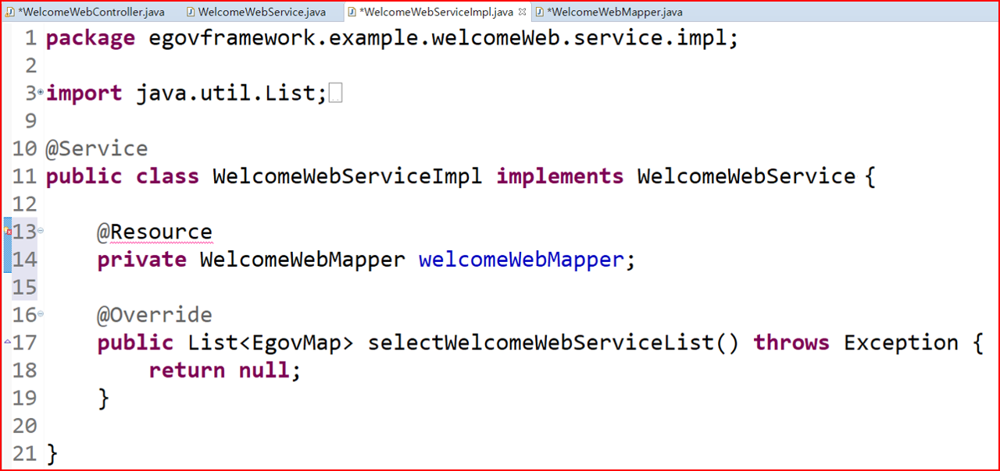 *WelcomeWebController.java WelcomeWebService.java *WelcomeWebServiceImpl.java *WelcomeWebMapper.java
1 package egovframework.example.welcomeWeb.service.impl;
2
3 import java.util.List;
9
10 @Service
11 public class WelcomeWebServiceImpl implements WelcomeWebService {
12
13 @Resource
14 private WelcomeWebMapper welcomeWebMapper;
15
16 @Override
17 public List<EgovMap> selectWelcomeWebServiceList() throws Exception {
18 return null;
19 }
20
21 }